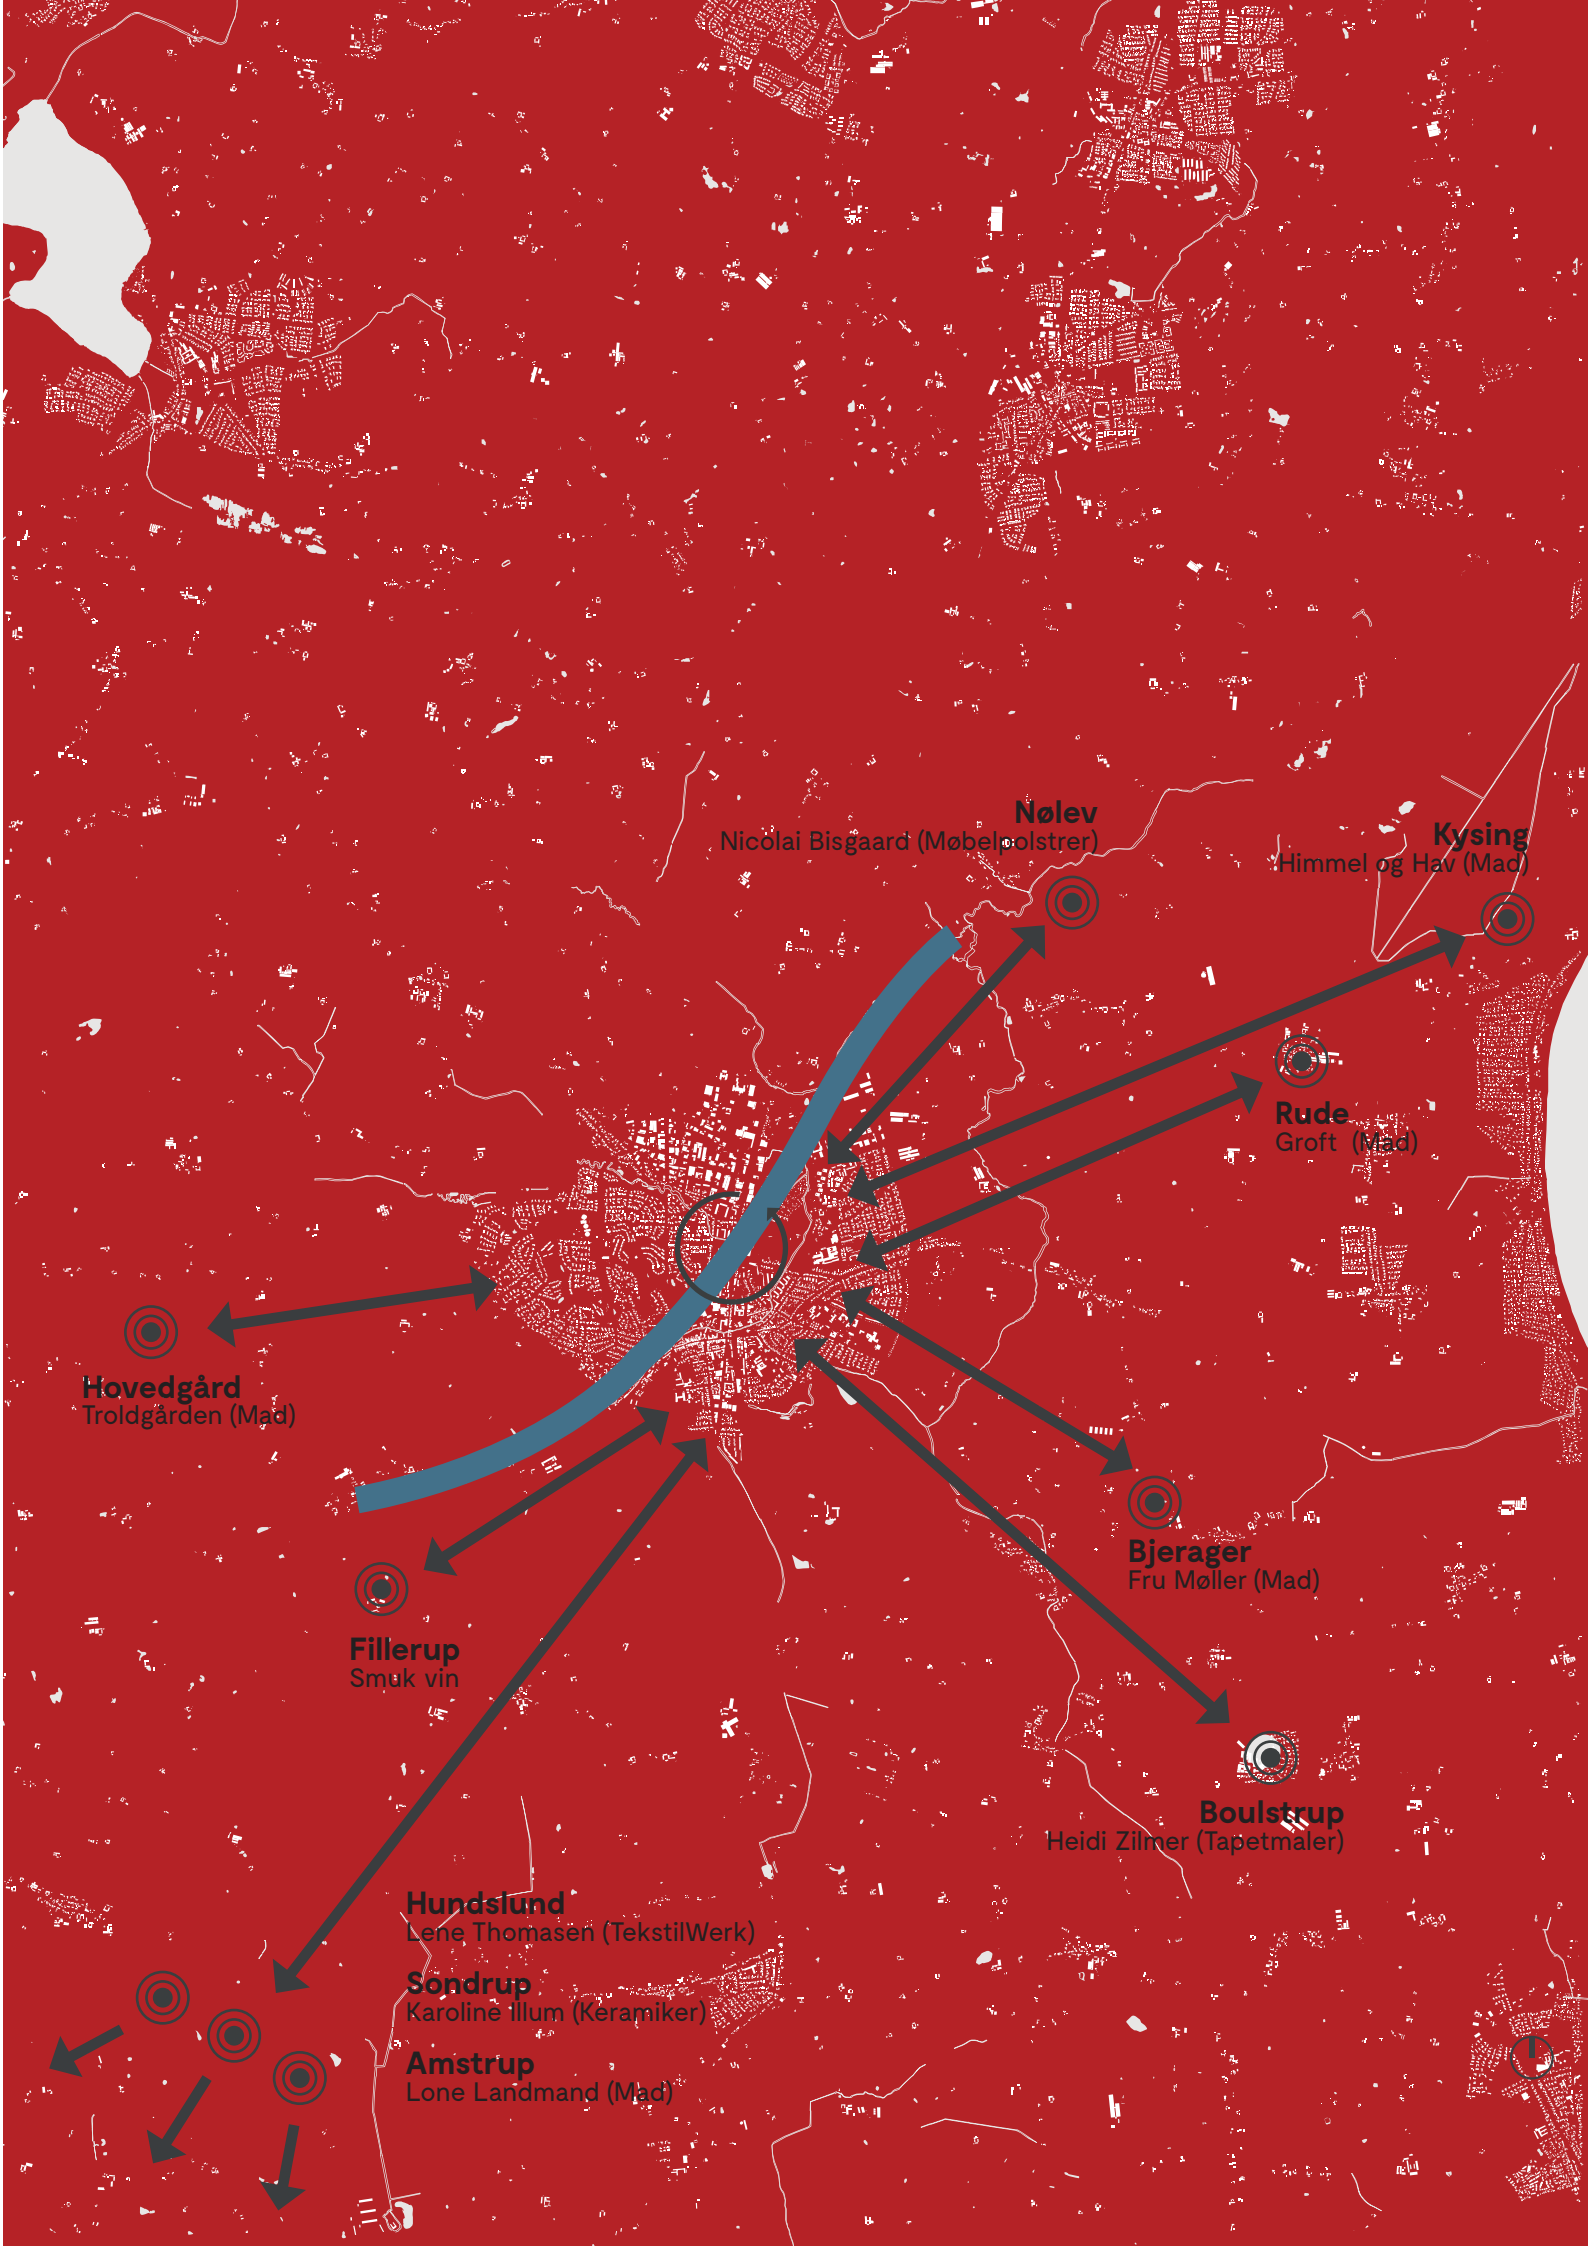 Nølev
Nicolai Bisgaard (Møbelpolstrer)
Kysing
Himmel og Hav (Mad)
Rude
Groft (Mad)
Hovedgård
Troldgården (Mad)
Bjerager
Fru Møller (Mad)
Fillerup
Smuk vin
Boulstrup
Heidi Zilmer (Tapetmaler)
Hundslund
Lene Thomasen (TekstilWerk)
Sondrup
Karoline Illum (Keramiker)
Amstrup
Lone Landmand (Mad)